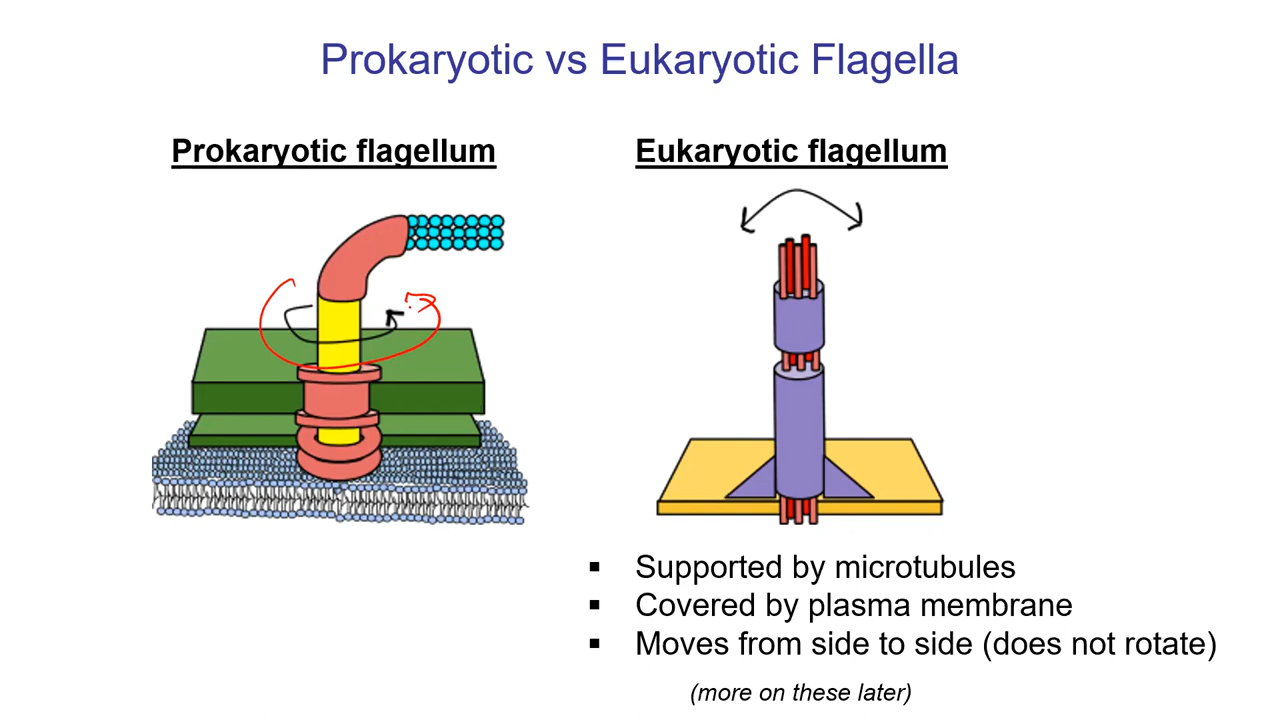 Prokaryotic vs Eukaryotic Flagella
Prokaryotic flagellum
Eukaryotic flagellum
▪ Supported by microtubules
▪ Covered by plasma membrane
▪ Moves from side to side (does not rotate)
(more on these later)